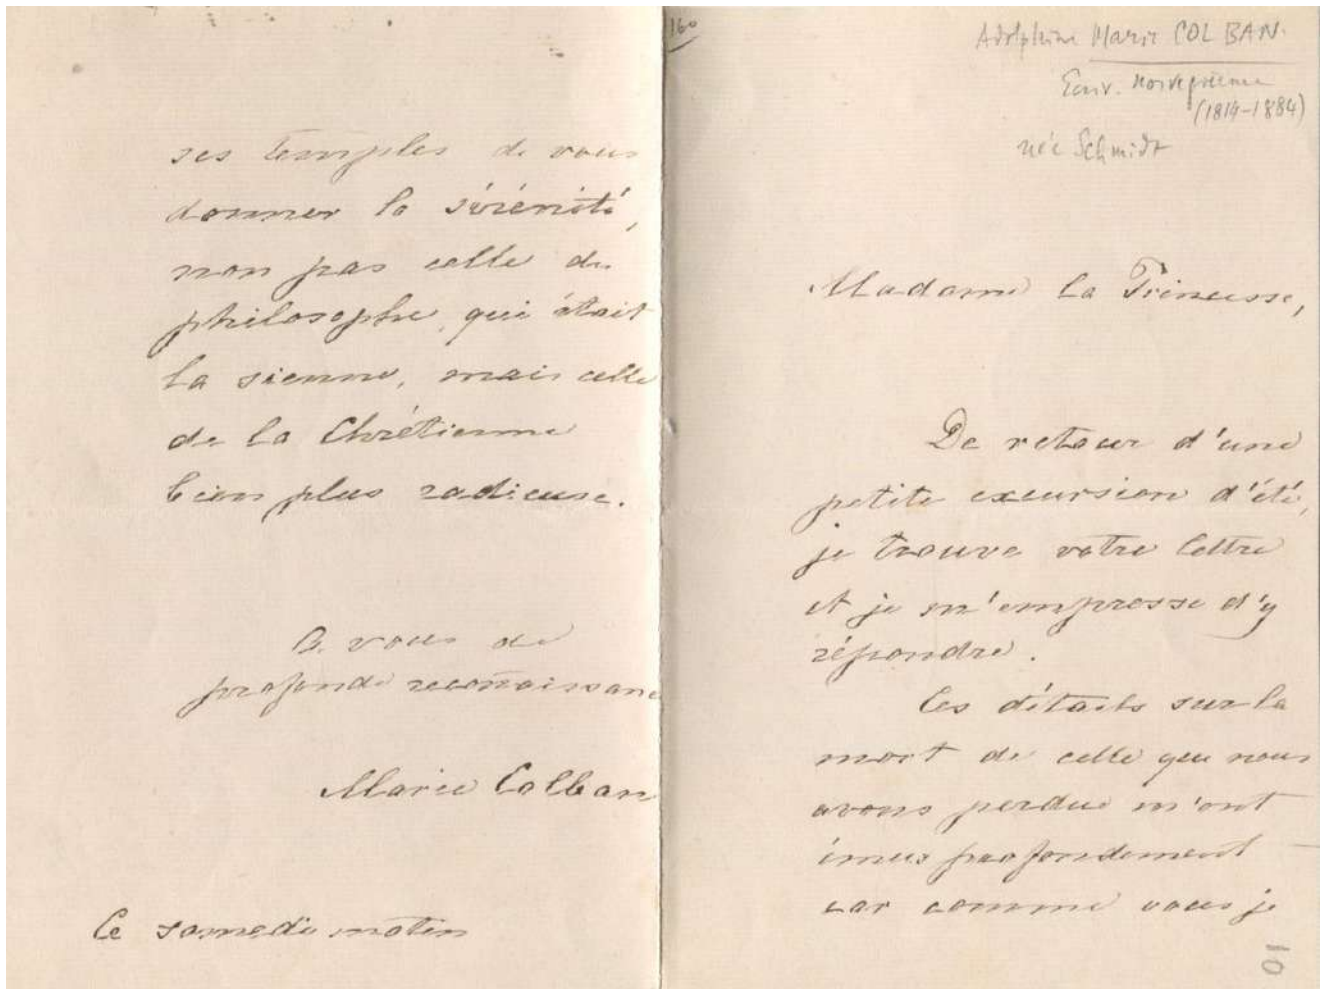 ses temples de vous
donner la sérénité,
non pas celle du
philosophe, qui était
la sienne, mais celle
de la Chrétienne
bien plus radieuse.
A vous de
profonde reconnaissance
Marie Colban
Ce samedi matin
160
Adolphine Marie COLBAN.
Ecriv. norvégienne
(1814-1884)
née Schmidt
Madame la Princesse,
De retour d'une
petite excursion d'été,
je trouve votre lettre
et je m'empresse d'y
répondre.
Les détails sur la
mort de celle que nous
avons perdue m'ont
émus profondement
car comme vous je
10